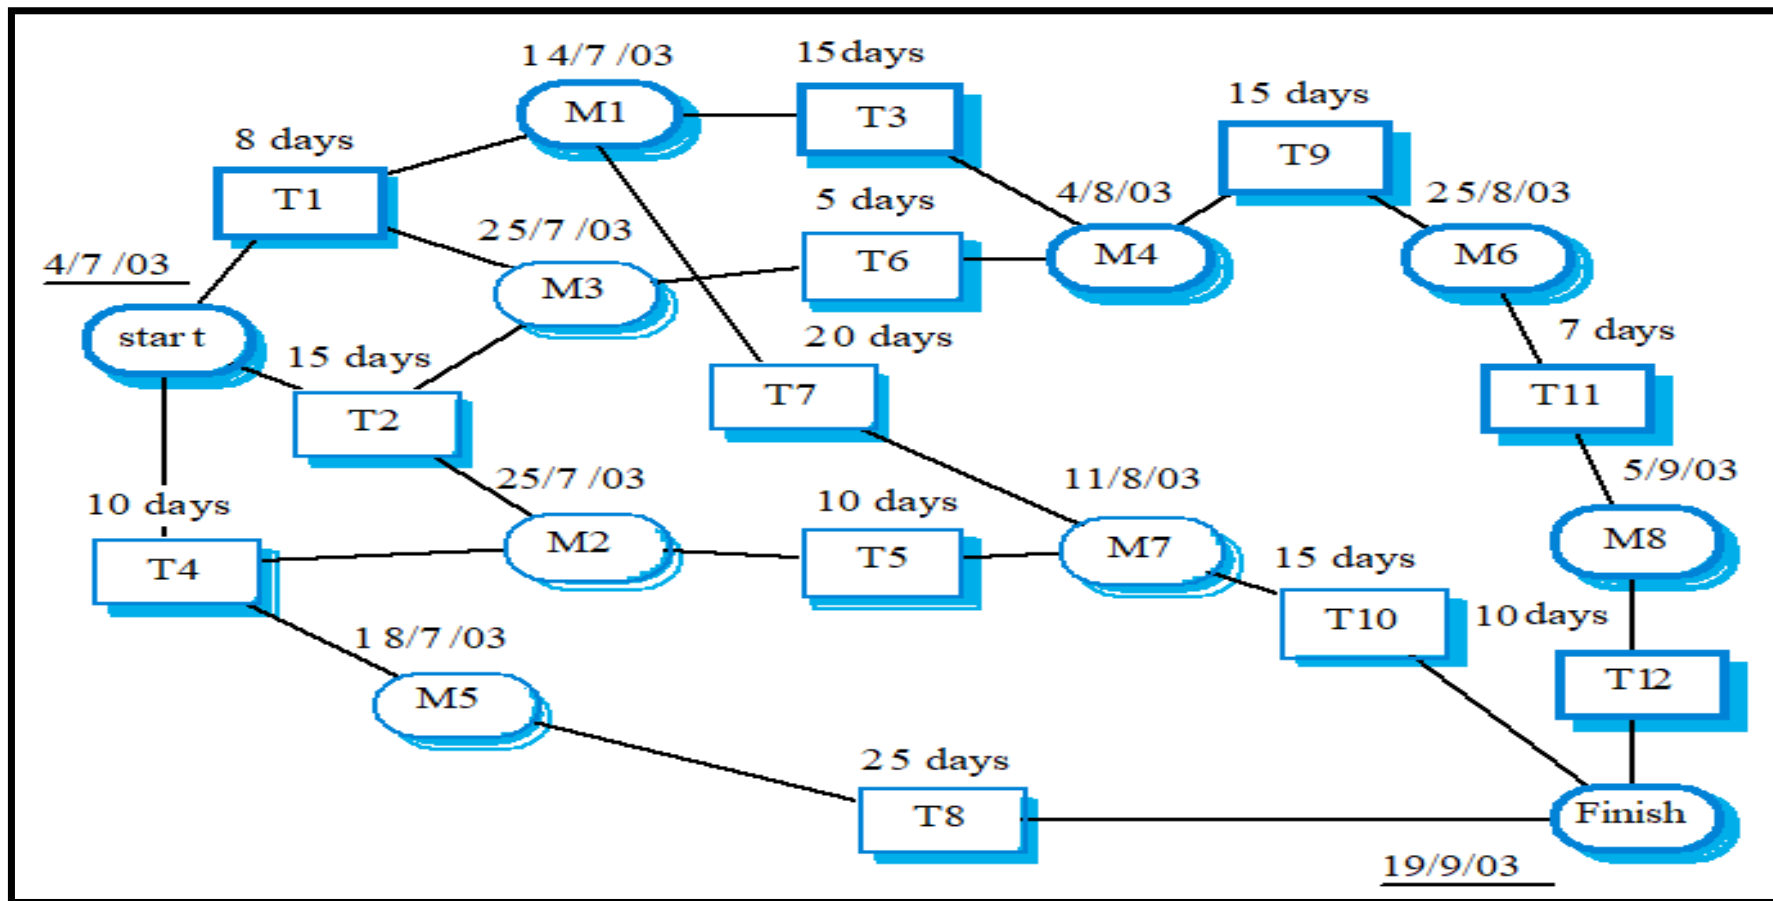 14/7/03
15 days
M1
T3
15 days
T9
8 days
T1
5 days
4/8/03
25/8/03
25/7/03
T6
M4
M6
4/7/03
M3
start
15 days
20 days
7 days
T2
T7
T11
25/7/03
11/8/03
5/9/03
10 days
10 days
T4
M2
T5
M7
M8
15 days
18/7/03
T10
10 days
M5
T12
25 days
T8
Finish
19/9/03